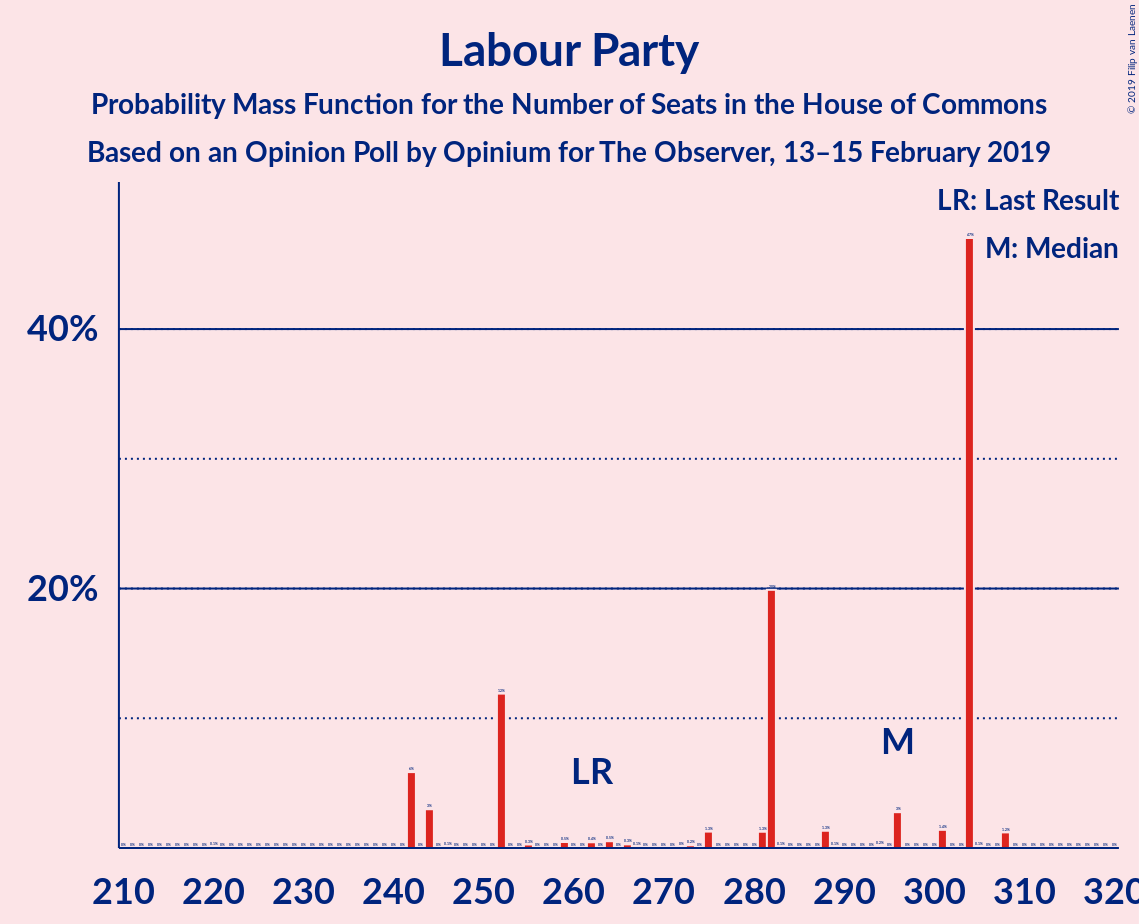 Labour Party
Probability Mass Function for the Number of Seats in the House of Commons
Based on an Opinion Poll by Opinium for The Observer, 13–15 February 2019
© 2019 Filip van Laenen
LR: Last Result
M: Median
40%
20%
LR
M
210 220 230 240 250 260 270 280 290 300 310 320